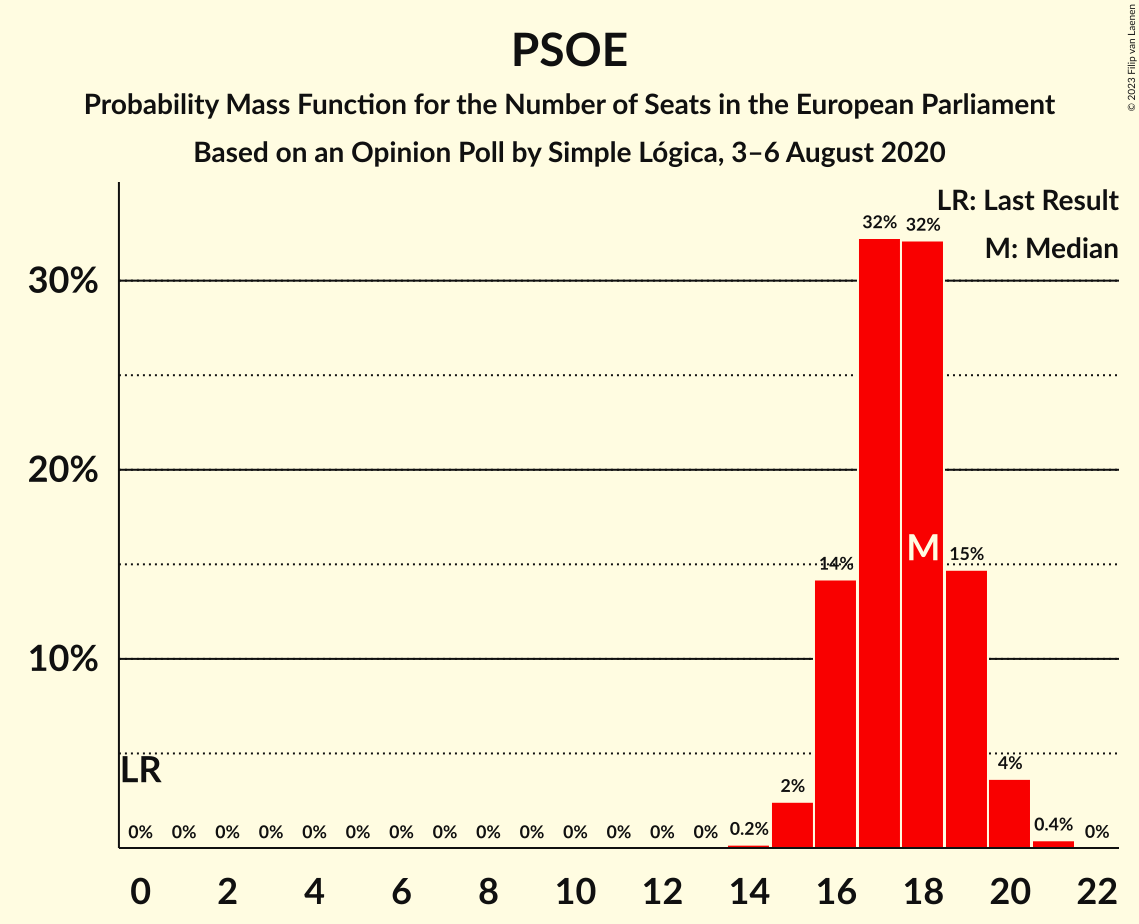 PSOE
Probability Mass Function for the Number of Seats in the European Parliament
Based on an Opinion Poll by Simple Lógica, 3–6 August 2020
© 2023 Filip van Laenen
LR: Last Result
M: Median
30%
20%
10%
32% 32%
14% M 15%
LR
0% 0% 0% 0% 0% 0% 0% 0% 0% 0% 0% 0% 0% 0% 0.2% 2% 4% 0.4% 0%
0 2 4 6 8 10 12 14 16 18 20 22